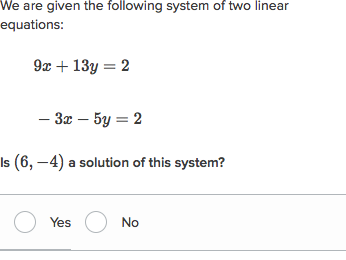 We are given the following system of two linear
equations:
9x + 13y = 2
− 3x − 5y = 2
Is (6, −4) a solution of this system?
Yes No